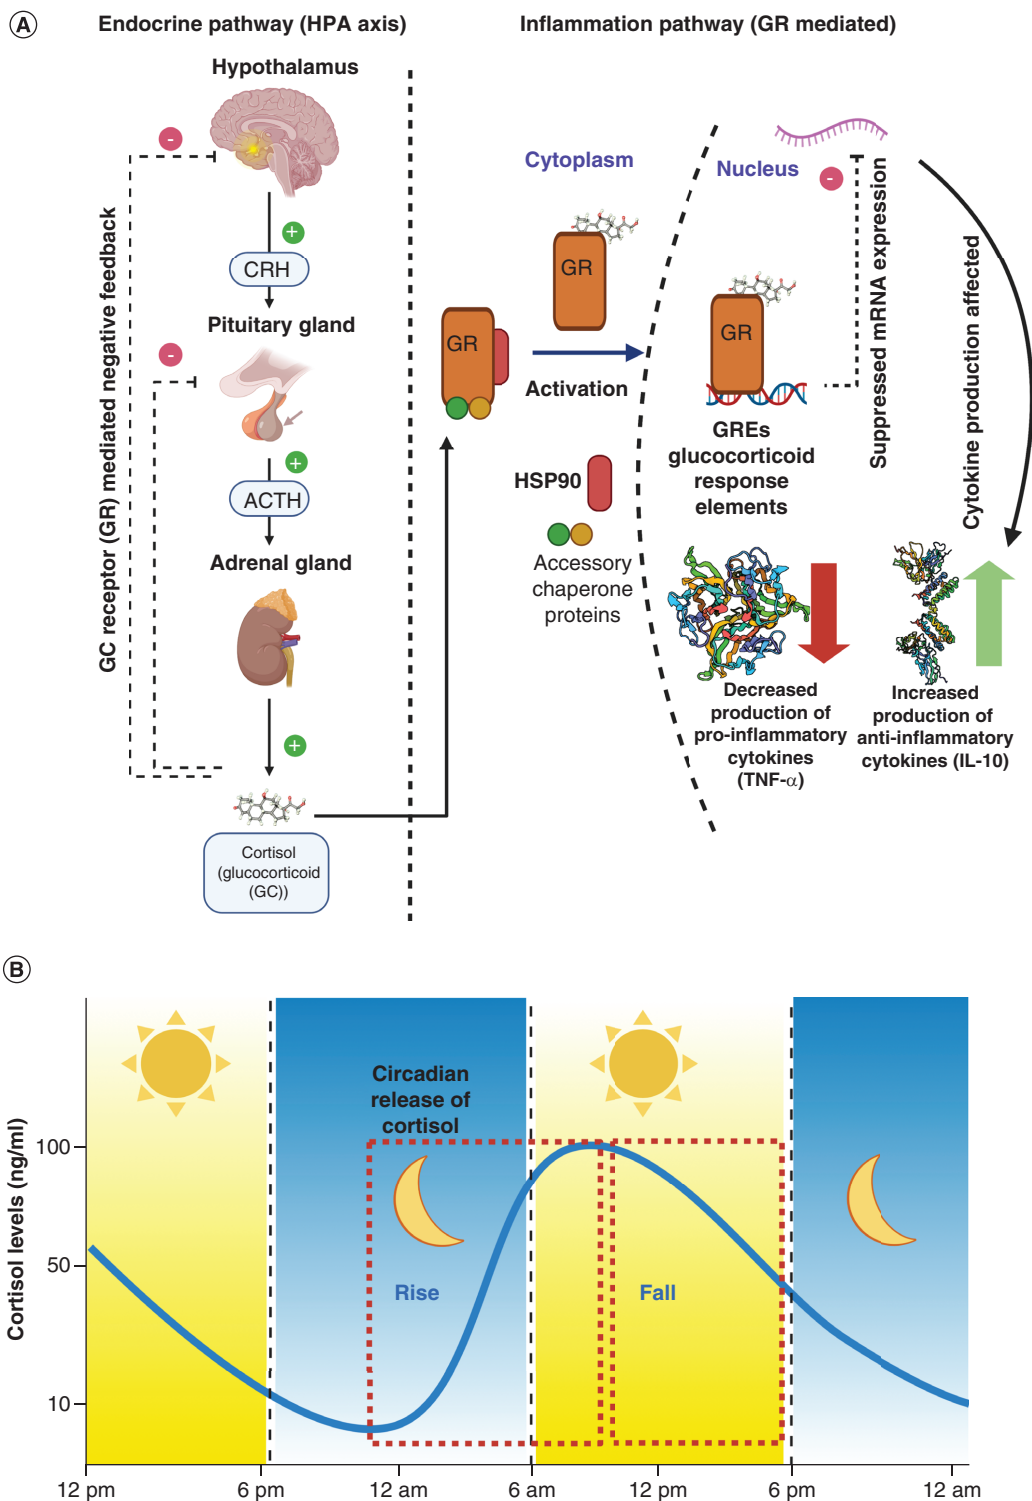 A
Endocrine pathway (HPA axis)
Hypothalamus
-
+
CRH
Pituitary gland
-
+
ACTH
Adrenal gland
+
Cortisol
(glucocorticoid
(GC))
GC receptor (GR) mediated negative feedback
Inflammation pathway (GR mediated)
Cytoplasm
Nucleus
-
GR
GR
GR
Activation
HSP90
Accessory
chaperone
proteins
GREs
glucocorticoid
response
elements
Suppressed mRNA expression
Cytokine production affected
Decreased
production of
pro-inflammatory
cytokines
(TNF-α)
Increased
production of
anti-inflammatory
cytokines (IL-10)
B
Cortisol levels (ng/ml)
100
50
10
Circadian
release of
cortisol
Rise
Fall
12 pm
6 pm
12 am
6 am
12 pm
6 pm
12 am